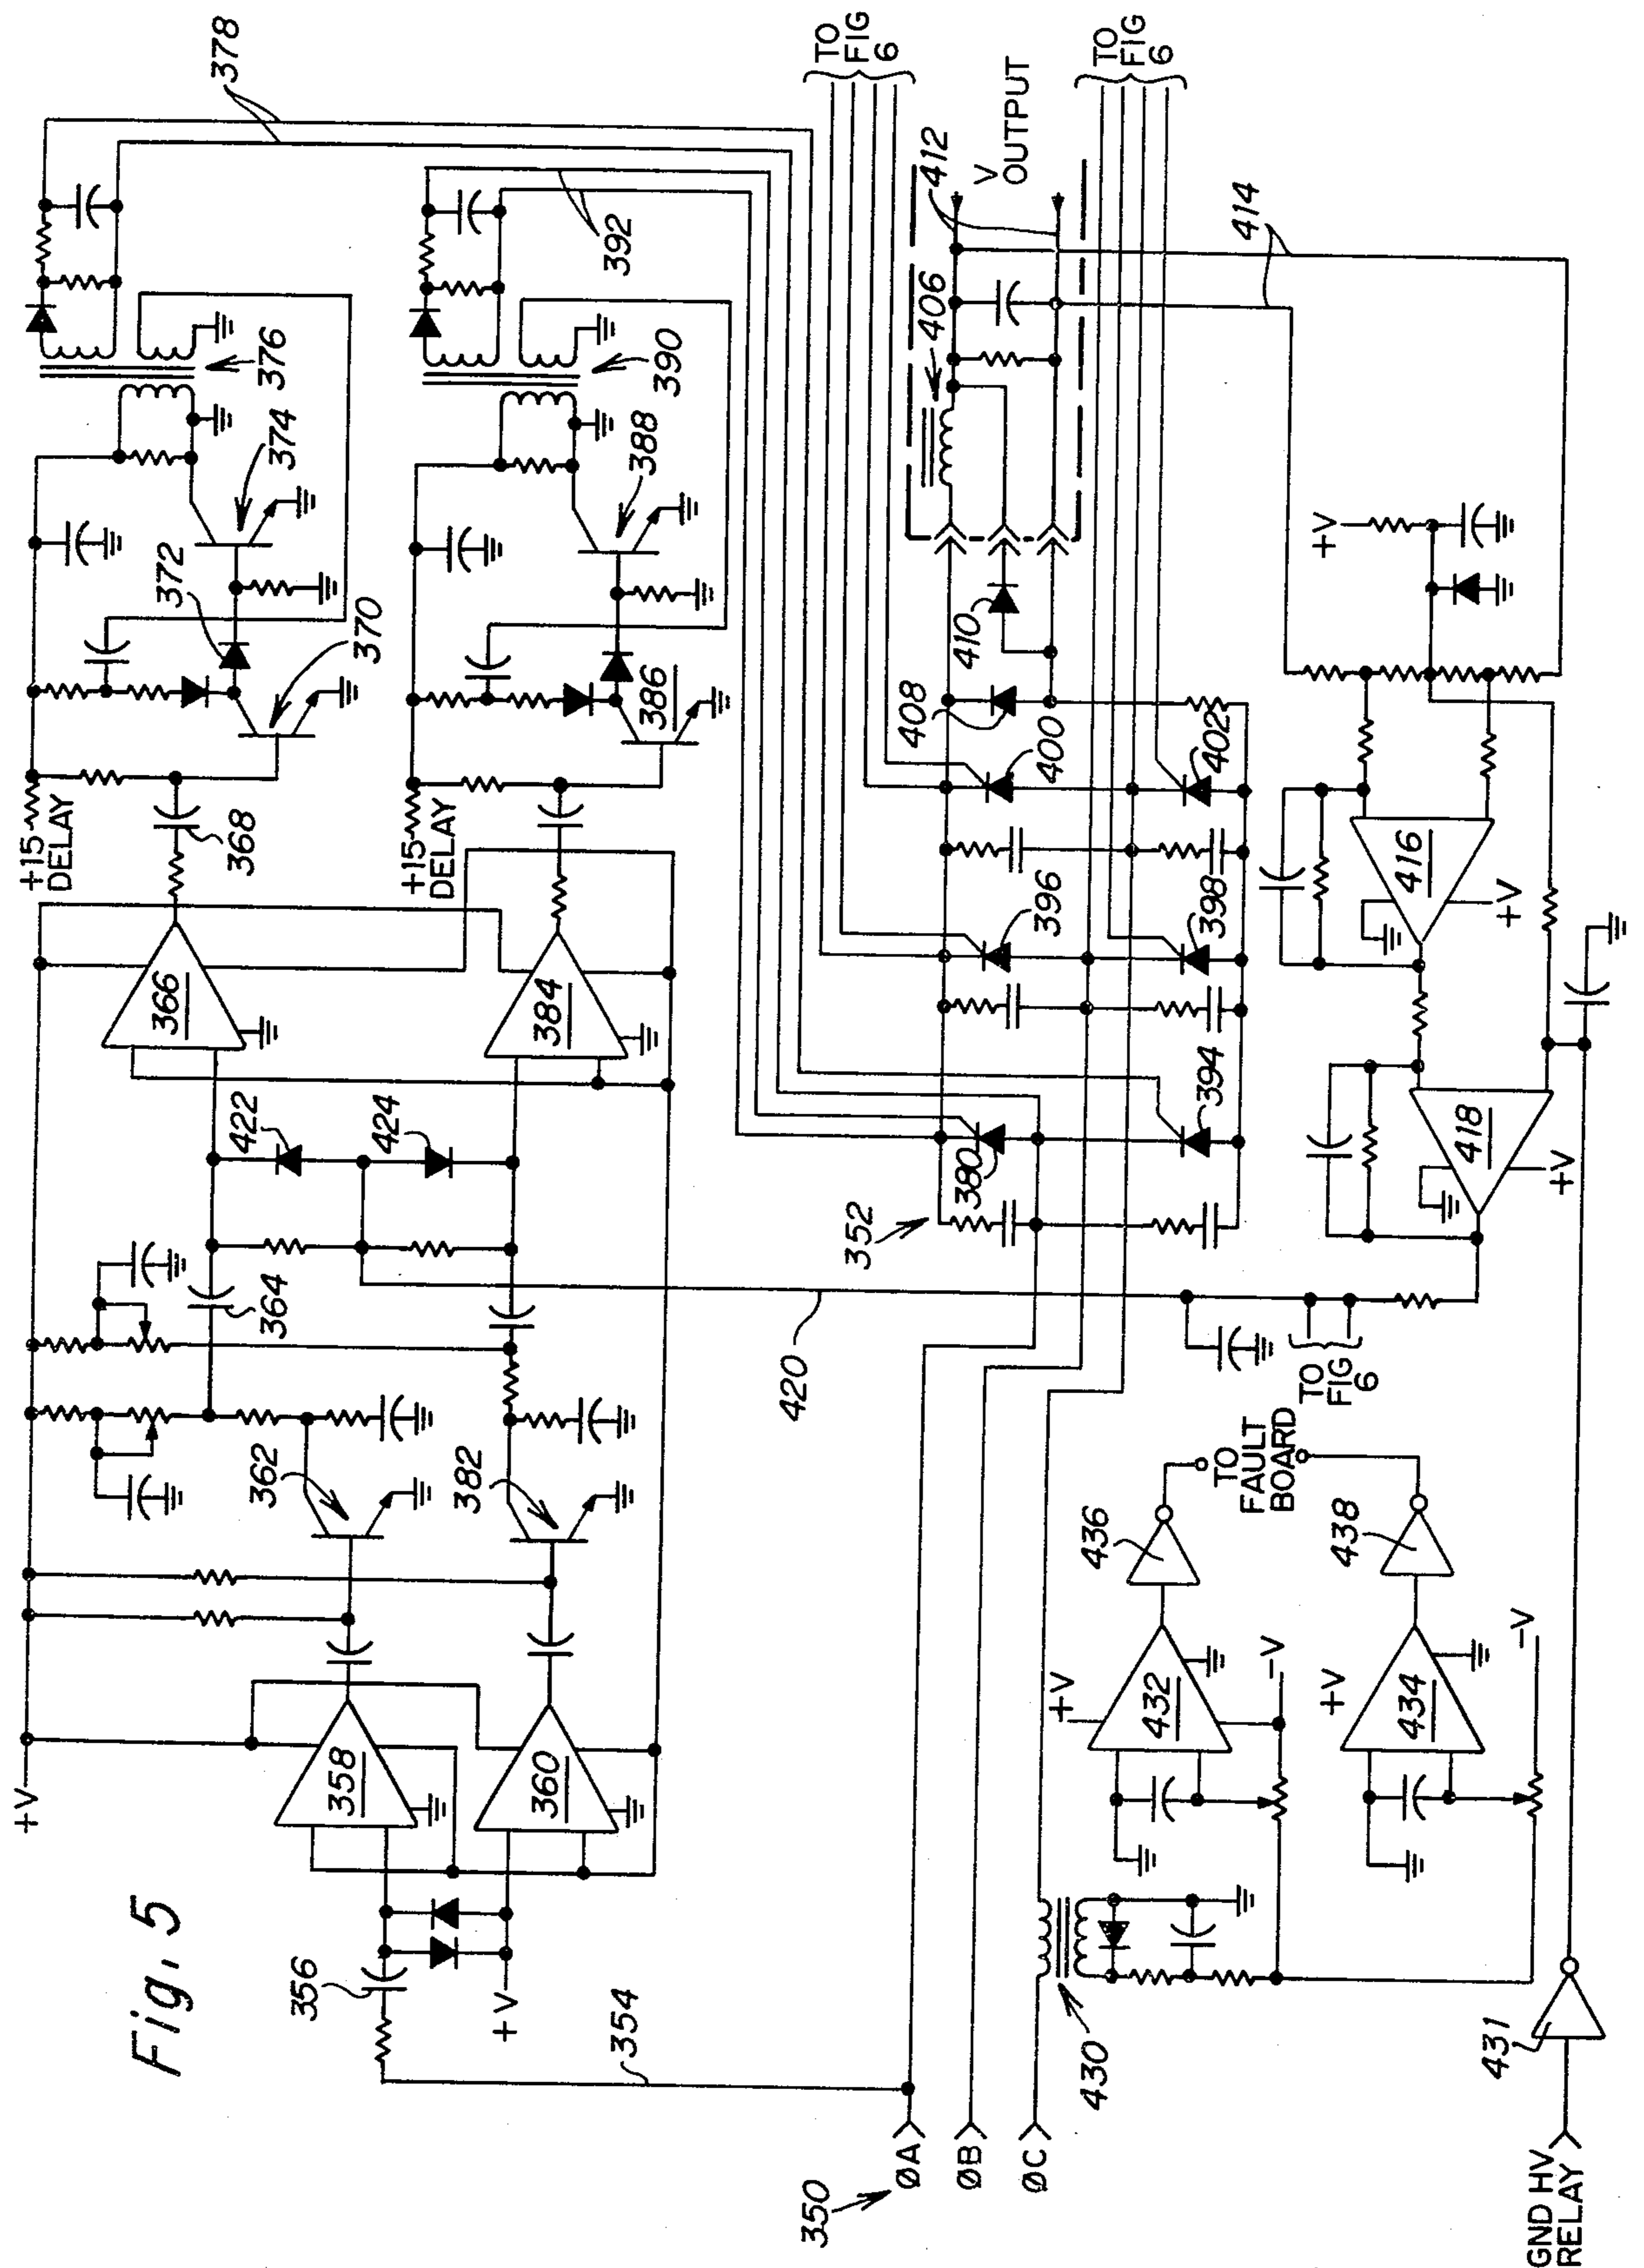 Fig. 5
+V
+15
DELAY
+15
DELAY
356
354
+V
358
360
362
382
364
422
424
366
384
368
370
372
374
376
378
386
388
390
392
420
350
ØA
ØB
ØC
352
380
394
396
398
400
402
408
410
406
412
V
OUTPUT
TO
FIG
6
TO
FIG
6
414
+V
416
+V
418
+V
TO
FIG
6
TO
FAULT
BOARD
430
432
+V
-V
436
434
+V
-V
438
431
GND HV
RELAY